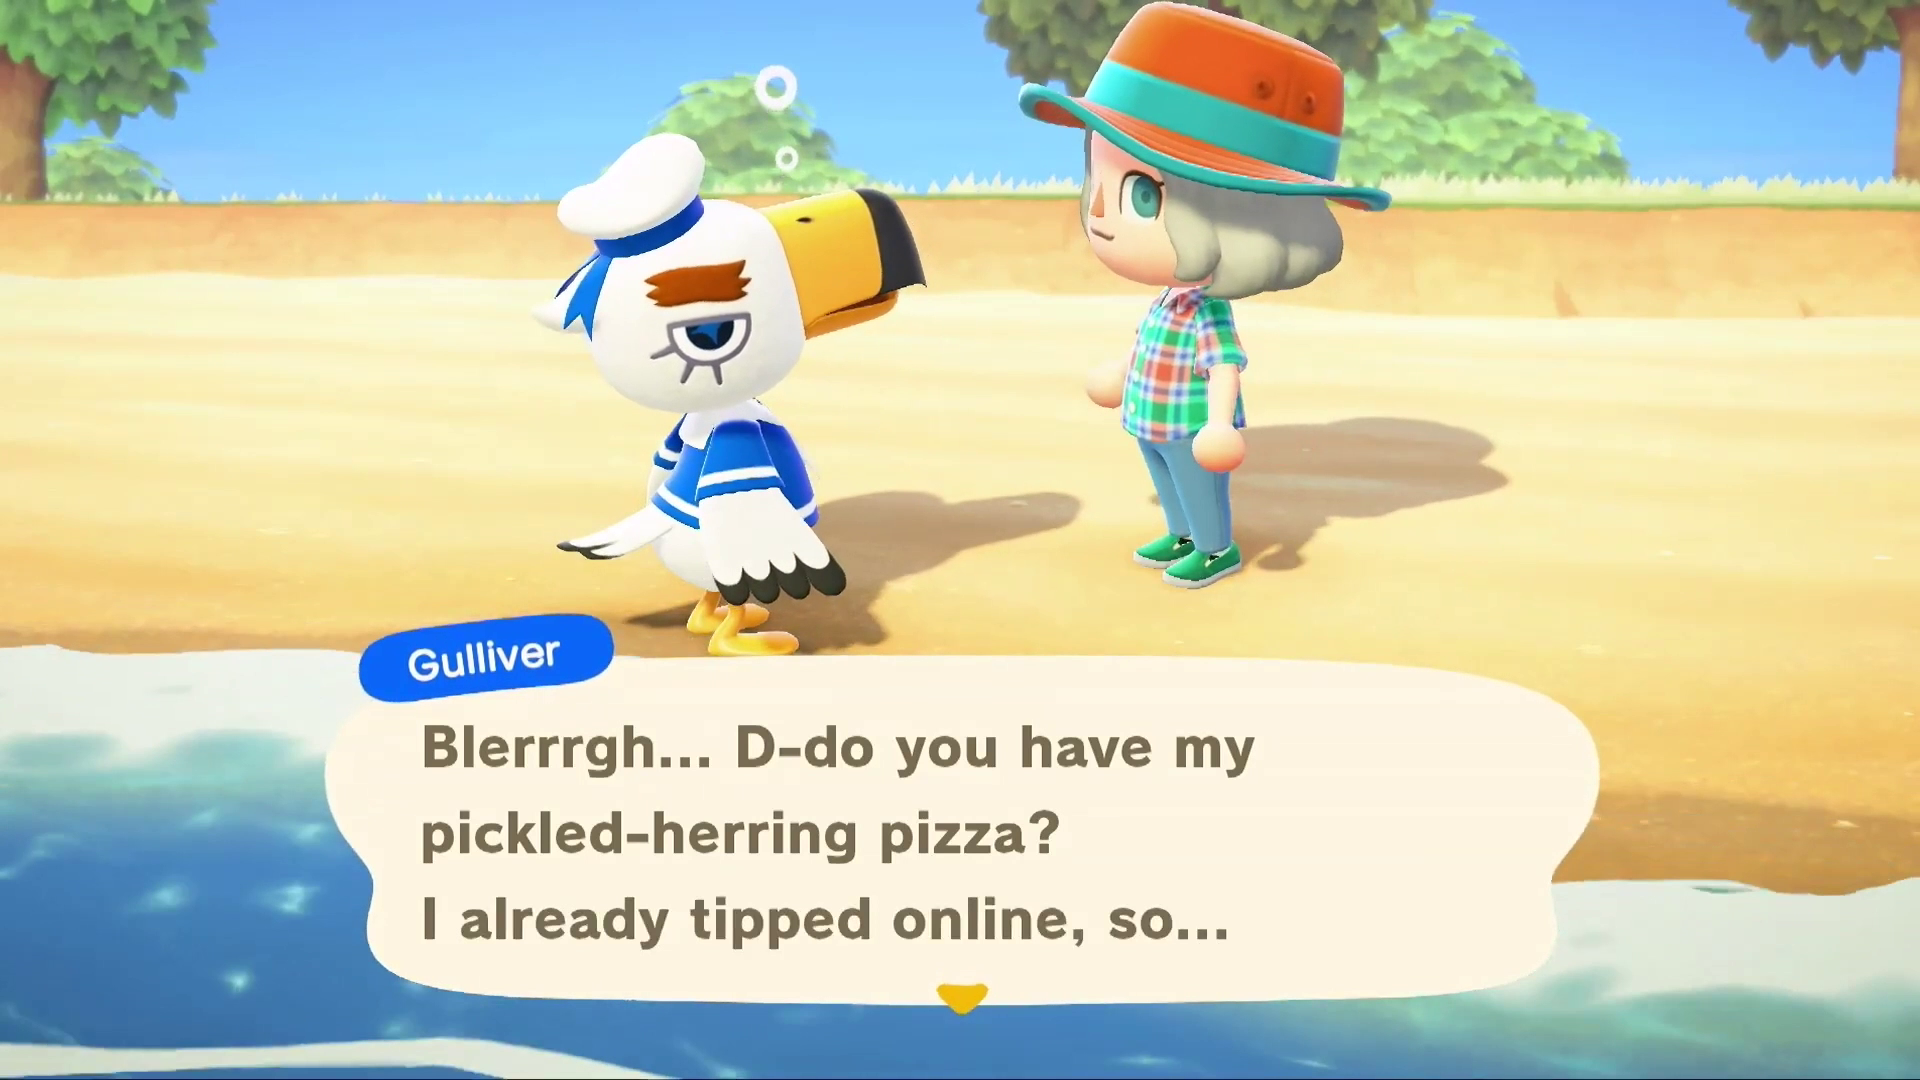 Gulliver
Blerrrgh... D-do you have my
pickled-herring pizza?
I already tipped online, so...